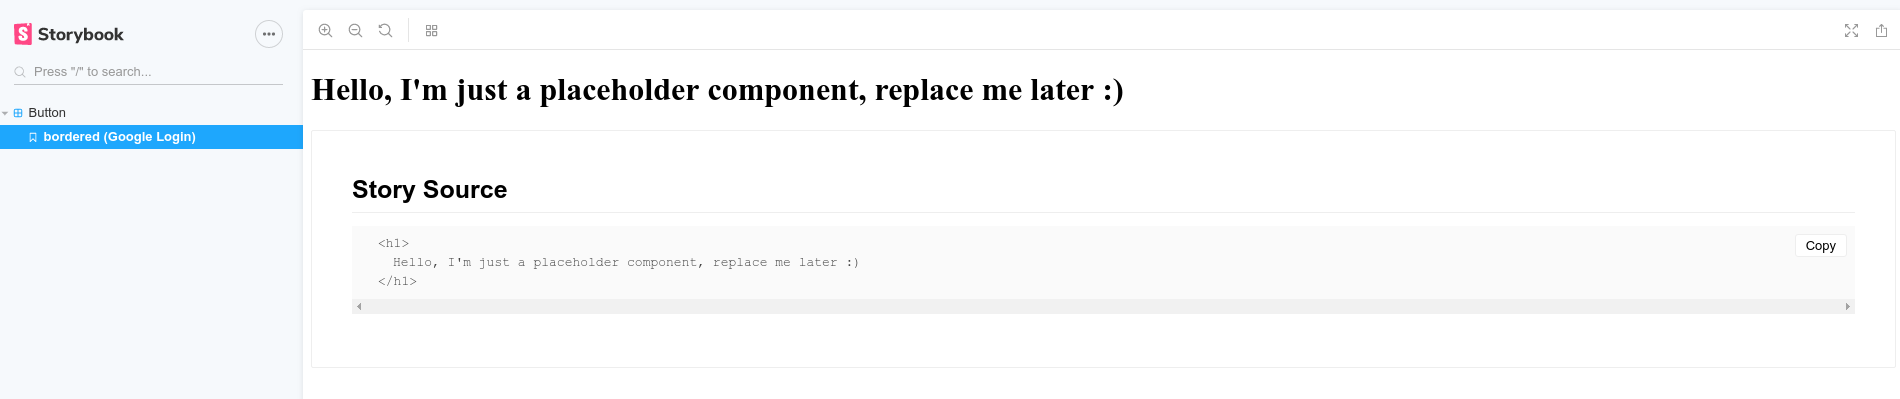 Storybook
Press "/" to search...
Button
bordered (Google Login)
Hello, I'm just a placeholder component, replace me later :)
Story Source
<h1>
Hello, I'm just a placeholder component, replace me later :)
</h1>
Copy